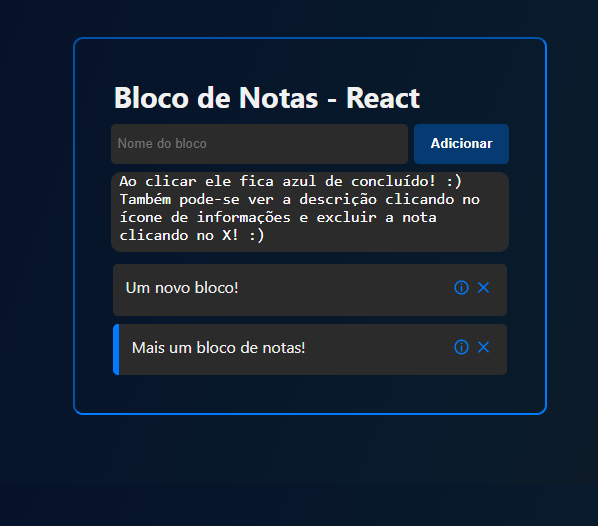 Bloco de Notas - React
Nome do bloco
Adicionar
Ao clicar ele fica azul de concluído! :)
Também pode-se ver a descrição clicando no
ícone de informações e excluir a nota
clicando no X! :)
Um novo bloco!
Mais um bloco de notas!